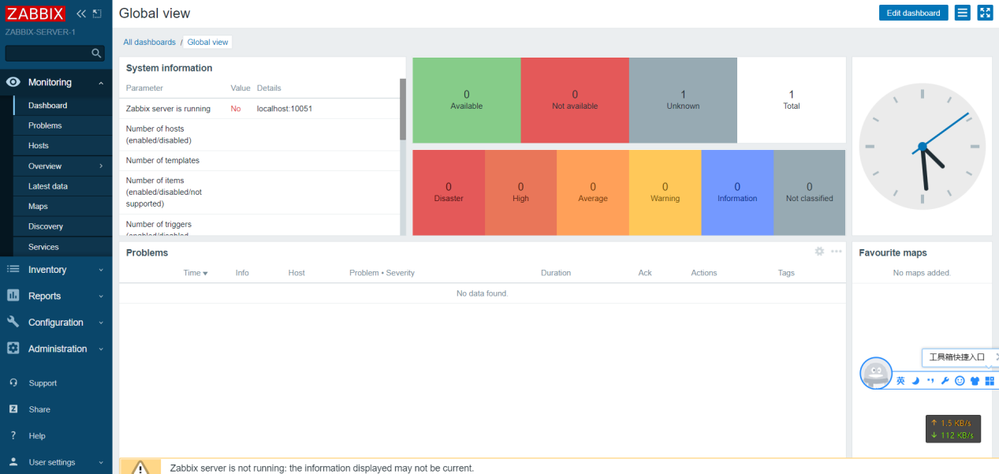 ZABBIX
ZABBIX-SERVER-1
Monitoring
Dashboard
Problems
Hosts
Overview
Latest data
Maps
Discovery
Services
Inventory
Reports
Configuration
Administration
Support
Z Share
? Help
User settings
Global view
Edit dashboard
All dashboards / Global view
System information
Parameter Value Details
Zabbix server is running No localhost:10051
Number of hosts
(enabled/disabled)
Number of templates
Number of items
(enabled/disabled/not
supported)
Number of triggers
(enabled/disabled
0
Available
0
Not available
1
Unknown
1
Total
0
Disaster
0
High
0
Average
0
Warning
0
Information
0
Not classified
Problems
Time Info Host Problem • Severity Duration Ack Actions Tags
No data found.
Favourite maps
No maps added.
工具箱快捷入口
英
↑ 1.5 KB/s
↓ 112 KB/s
Zabbix server is not running: the information displayed may not be current.